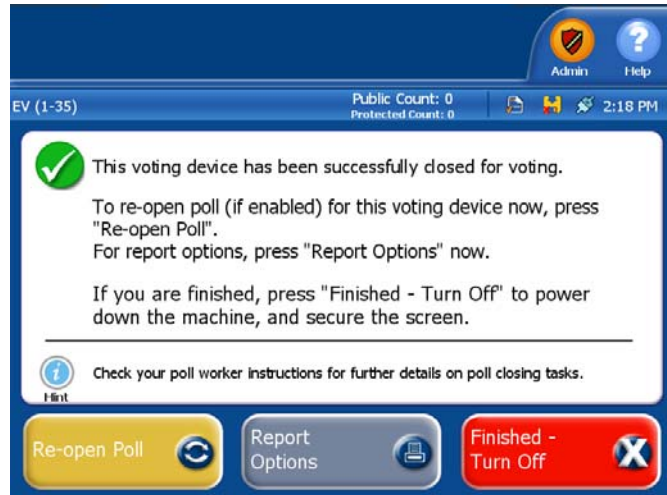 Admin
Help
EV (1-35)
Public Count: 0
Protected Count: 0
2:18 PM
This voting device has been successfully closed for voting.
To re-open poll (if enabled) for this voting device now, press
"Re-open Poll".
For report options, press "Report Options" now.
If you are finished, press "Finished - Turn Off" to power
down the machine, and secure the screen.
Check your poll worker instructions for further details on poll closing tasks.
Hint
Re-open Poll
Report
Options
Finished -
Turn Off